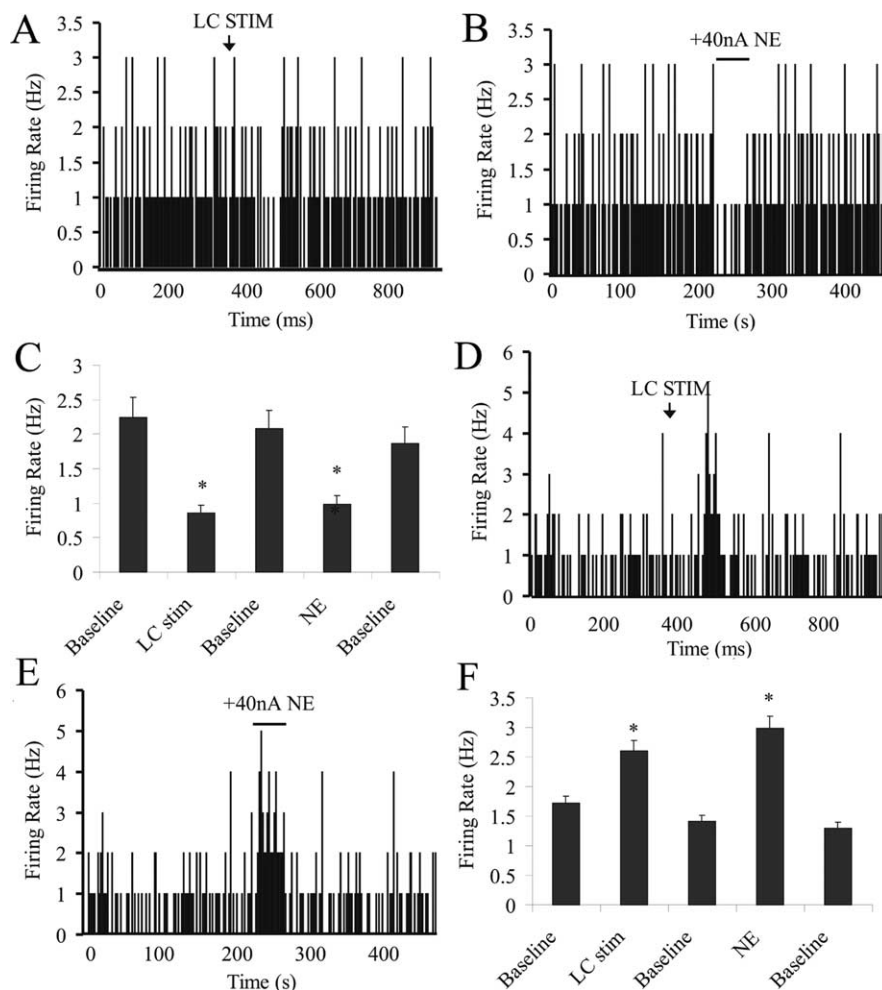 A
LC STIM
Firing Rate (Hz)
3.5
3
2.5
2
1.5
1
0.5
0
0 200 400 600 800
Time (ms)
B
+40nA NE
Firing Rate (Hz)
3.5
3
2.5
2
1.5
1
0.5
0
0 100 200 300 400
Time (s)
C
Firing Rate (Hz)
3
2.5
2
1.5
1
0.5
0
* *
*
Baseline LC stim Baseline NE Baseline
D
LC STIM
Firing Rate (Hz)
6
5
4
3
2
1
0
0 200 400 600 800
Time (ms)
E
+40nA NE
Firing Rate (Hz)
6
5
4
3
2
1
0
0 100 200 300 400
Time (s)
F
Firing Rate (Hz)
3.5
3
2.5
2
1.5
1
0.5
0
* *
Baseline LC stim Baseline NE Baseline